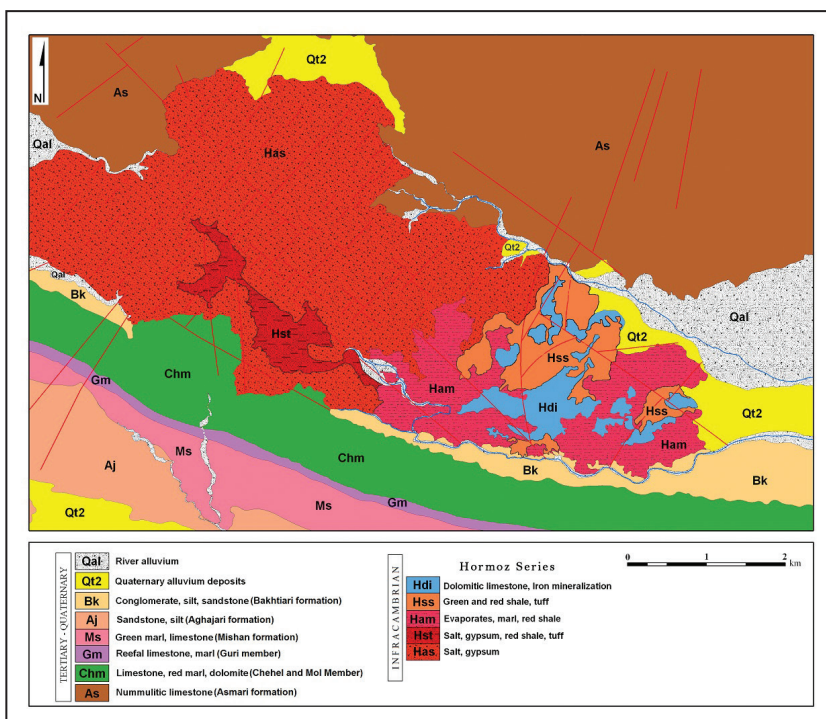 Qt2
N
As
As
Qal
Has
Qt2
Qal
Bk
Qal
Qt2
Hst
Hss
Chm
Ham
Gm
Hdi
Hss
Qt2
Ms
Ham
Chm
Aj
Bk
Bk
Qt2
Ms
Gm
TERTIARY - QUATERNARY
Qal River alluvium
Qt2 Quaternary alluvium deposits
Bk Conglomerate, silt, sandstone (Bakhtiari formation)
Aj Sandstone, silt (Aghajari formation)
Ms Green marl, limestone (Mishan formation)
Gm Reefal limestone, marl (Guri member)
Chm Limestone, red marl, dolomite (Chehel and Mol Member)
As Nummulitic limestone (Asmari formation)
INFRACAMBRIAN
Hormoz Series
Hdi Dolomitic limestone, Iron mineralization
Hss Green and red shale, tuff
Ham Evaporates, marl, red shale
Hst Salt, gypsum, red shale, tuff
Has Salt, gypsum
0 1 2
km